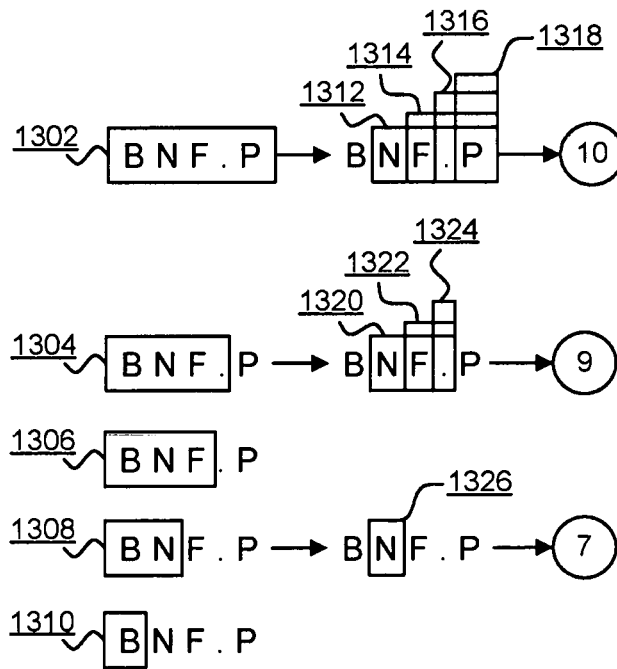 1316
1318
1314
1312
1302 B N F . P B N F . P 10
1324
1322
1320
1304 B N F . P B N F . P 9
1306 B N F . P
1326
1308 B N F . P B N F . P 7
1310 B N F . P